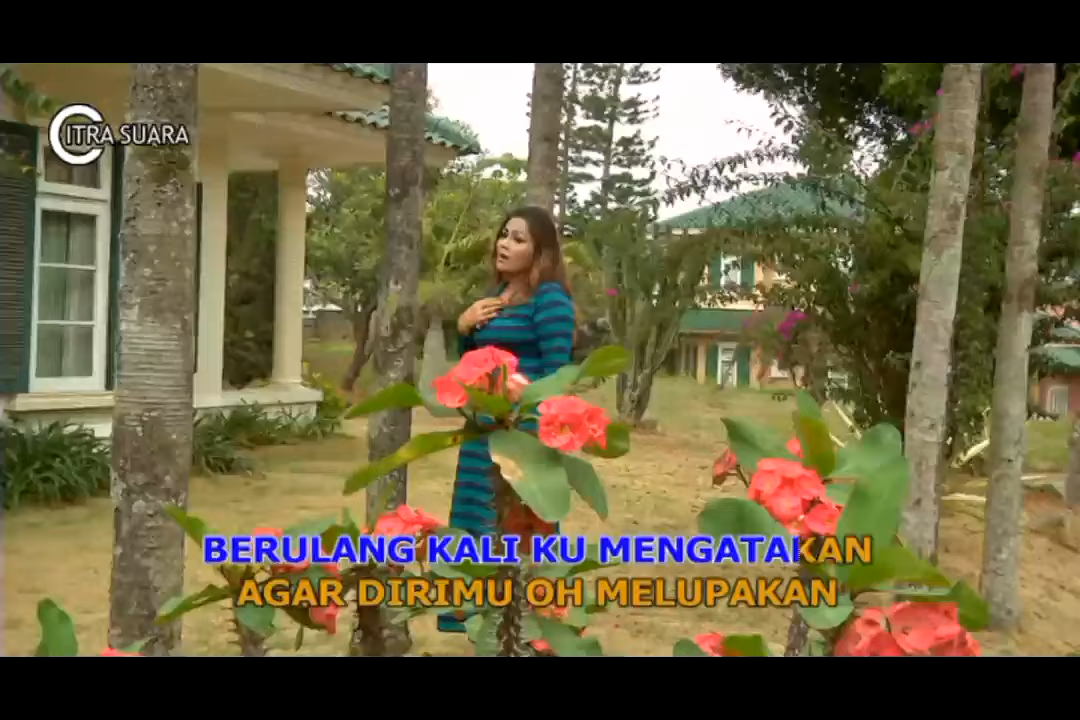 CITRA SUARA
BERULANG KALI KU MENGATAKAN
AGAR DIRIMU OH MELUPAKAN